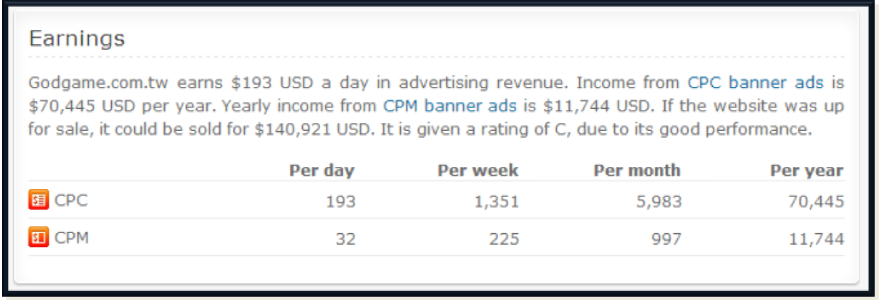 Earnings
Godgame.com.tw earns $193 USD a day in advertising revenue. Income from CPC banner ads is
$70,445 USD per year. Yearly income from CPM banner ads is $11,744 USD. If the website was up
for sale, it could be sold for $140,921 USD. It is given a rating of C, due to its good performance.
Per day Per week Per month Per year
CPC 193 1,351 5,983 70,445
CPM 32 225 997 11,744